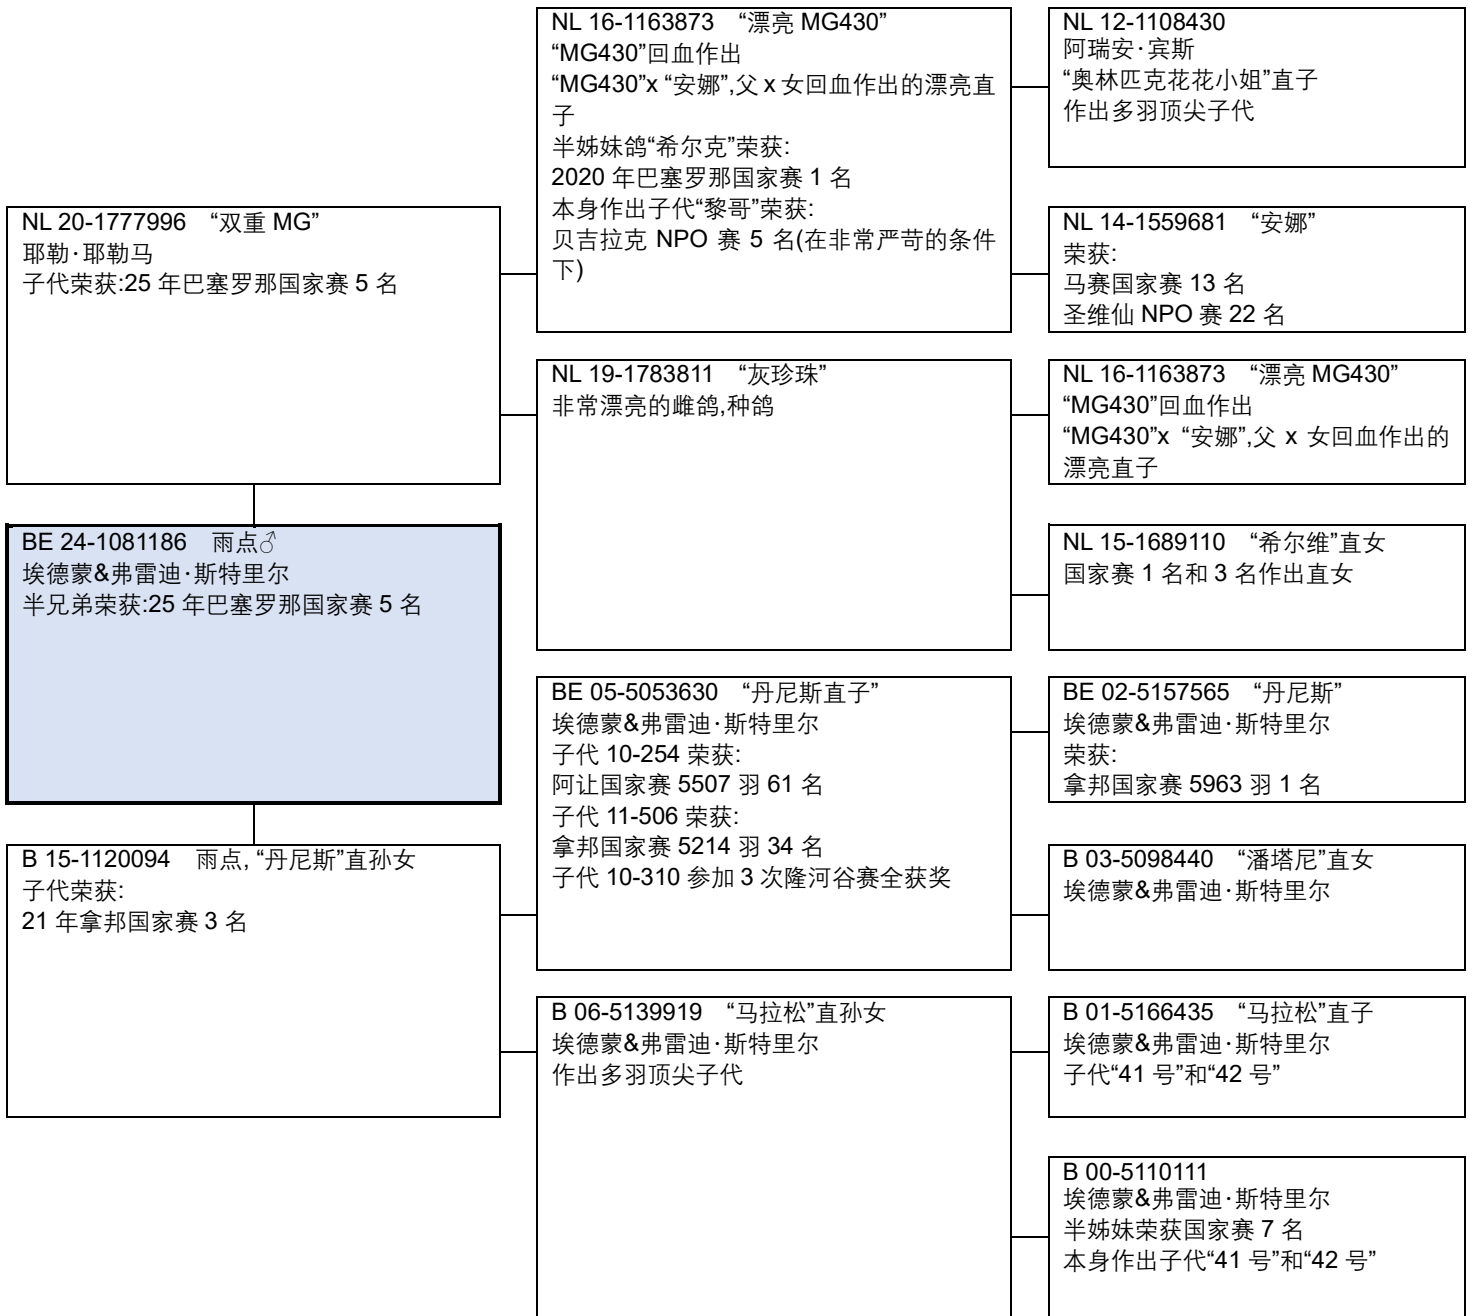 NL 16-1163873 “漂亮 MG430”
“MG430”回血作出
“MG430”x “安娜”,父 x 女回血作出的漂亮直
子
半姊妹鸽“希尔克”荣获:
2020 年巴塞罗那国家赛 1 名
本身作出子代“黎哥”荣获:
贝吉拉克 NPO 赛 5 名(在非常严苛的条件
下)
NL 12-1108430
阿瑞安·宾斯
“奥林匹克花花小姐”直子
作出多羽顶尖子代
NL 20-1777996 “双重 MG”
耶勒·耶勒马
子代荣获:25 年巴塞罗那国家赛 5 名
NL 14-1559681 “安娜”
荣获:
马赛国家赛 13 名
圣维仙 NPO 赛 22 名
NL 19-1783811 “灰珍珠”
非常漂亮的雌鸽,种鸽
NL 16-1163873 “漂亮 MG430”
“MG430”回血作出
“MG430”x “安娜”,父 x 女回血作出的
漂亮直子
BE 24-1081186 雨点♂
埃德蒙&弗雷迪·斯特里尔
半兄弟荣获:25 年巴塞罗那国家赛 5 名
NL 15-1689110 “希尔维”直女
国家赛 1 名和 3 名作出直女
BE 05-5053630 “丹尼斯直子”
埃德蒙&弗雷迪·斯特里尔
子代 10-254 荣获:
阿让国家赛 5507 羽 61 名
子代 11-506 荣获:
拿邦国家赛 5214 羽 34 名
子代 10-310 参加 3 次隆河谷赛全获奖
BE 02-5157565 “丹尼斯”
埃德蒙&弗雷迪·斯特里尔
荣获:
拿邦国家赛 5963 羽 1 名
B 15-1120094 雨点, “丹尼斯”直孙女
子代荣获:
21 年拿邦国家赛 3 名
B 03-5098440 “潘塔尼”直女
埃德蒙&弗雷迪·斯特里尔
B 06-5139919 “马拉松”直孙女
埃德蒙&弗雷迪·斯特里尔
作出多羽顶尖子代
B 01-5166435 “马拉松”直子
埃德蒙&弗雷迪·斯特里尔
子代“41 号”和“42 号”
B 00-5110111
埃德蒙&弗雷迪·斯特里尔
半姊妹荣获国家赛 7 名
本身作出子代“41 号”和“42 号”